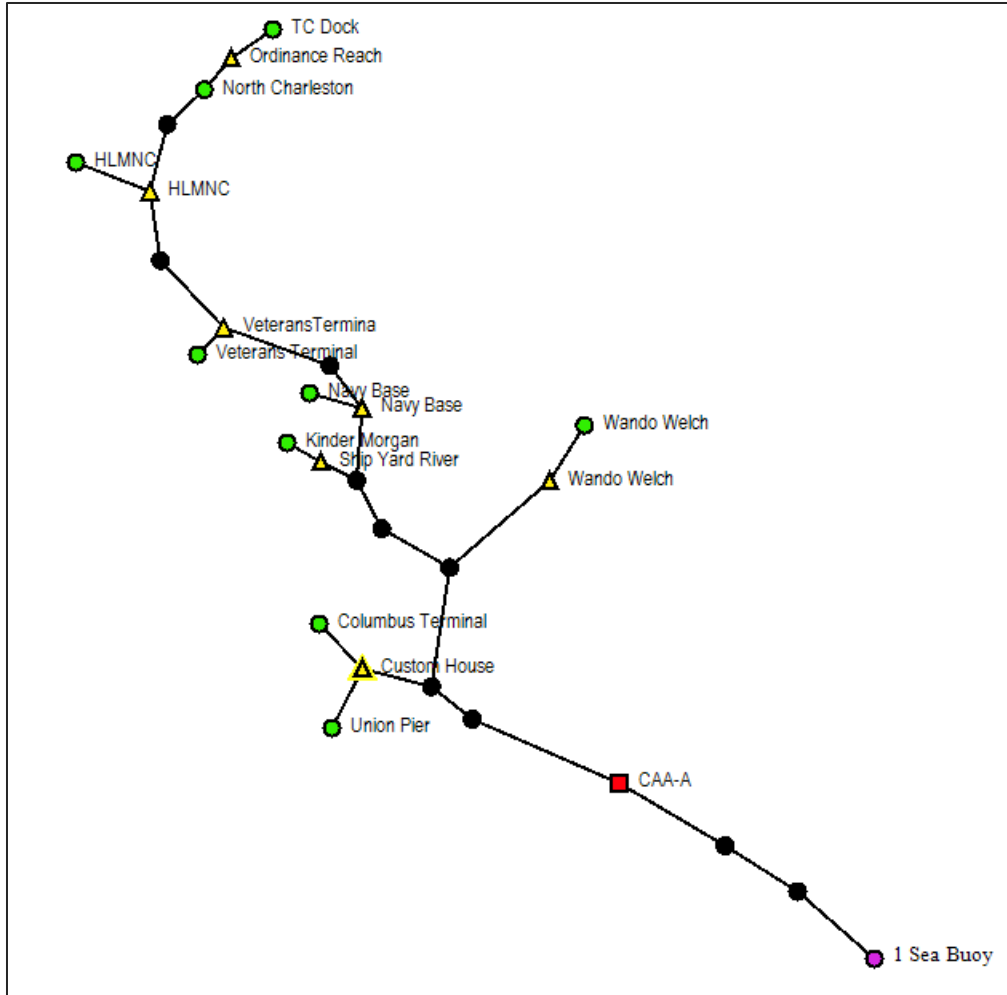 TC Dock
Ordinance Reach
North Charleston
HLMNC
HLMNC
VeteransTermina
Veterans Terminal
Navy Base
Navy Base
Wando Welch
Kinder Morgan
Ship Yard River
Wando Welch
Columbus Terminal
Custom House
Union Pier
CAA-A
1 Sea Buoy